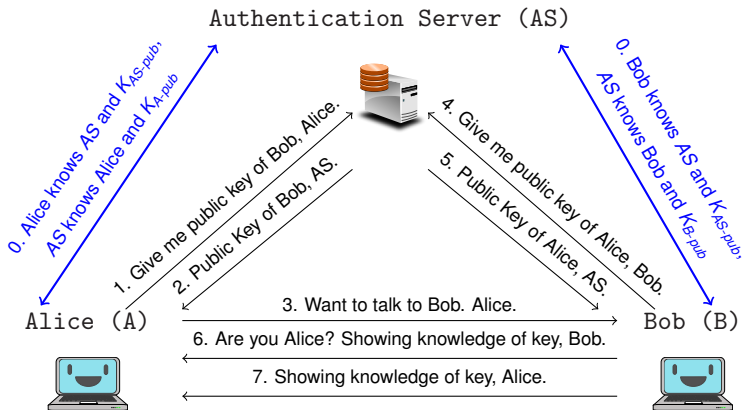 Authentication Server (AS)
0. Alice knows AS and K_AS-pub,
AS knows Alice and K_A-pub
0. Bob knows AS and K_AS-pub,
AS knows Bob and K_B-pub
1. Give me public key of Bob, Alice.
2. Public Key of Bob, AS.
4. Give me public key of Alice, Bob.
5. Public Key of Alice, AS.
Alice (A)
3. Want to talk to Bob. Alice.
Bob (B)
6. Are you Alice? Showing knowledge of key, Bob.
7. Showing knowledge of key, Alice.